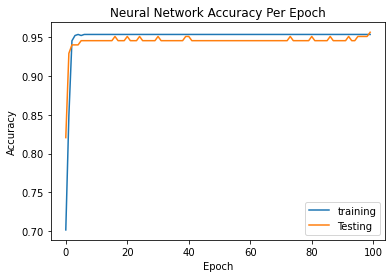 Neural Network Accuracy Per Epoch
0.95
0.90
0.85
0.80
0.75
0.70
Accuracy
training
Testing
0 20 40 60 80 100
Epoch